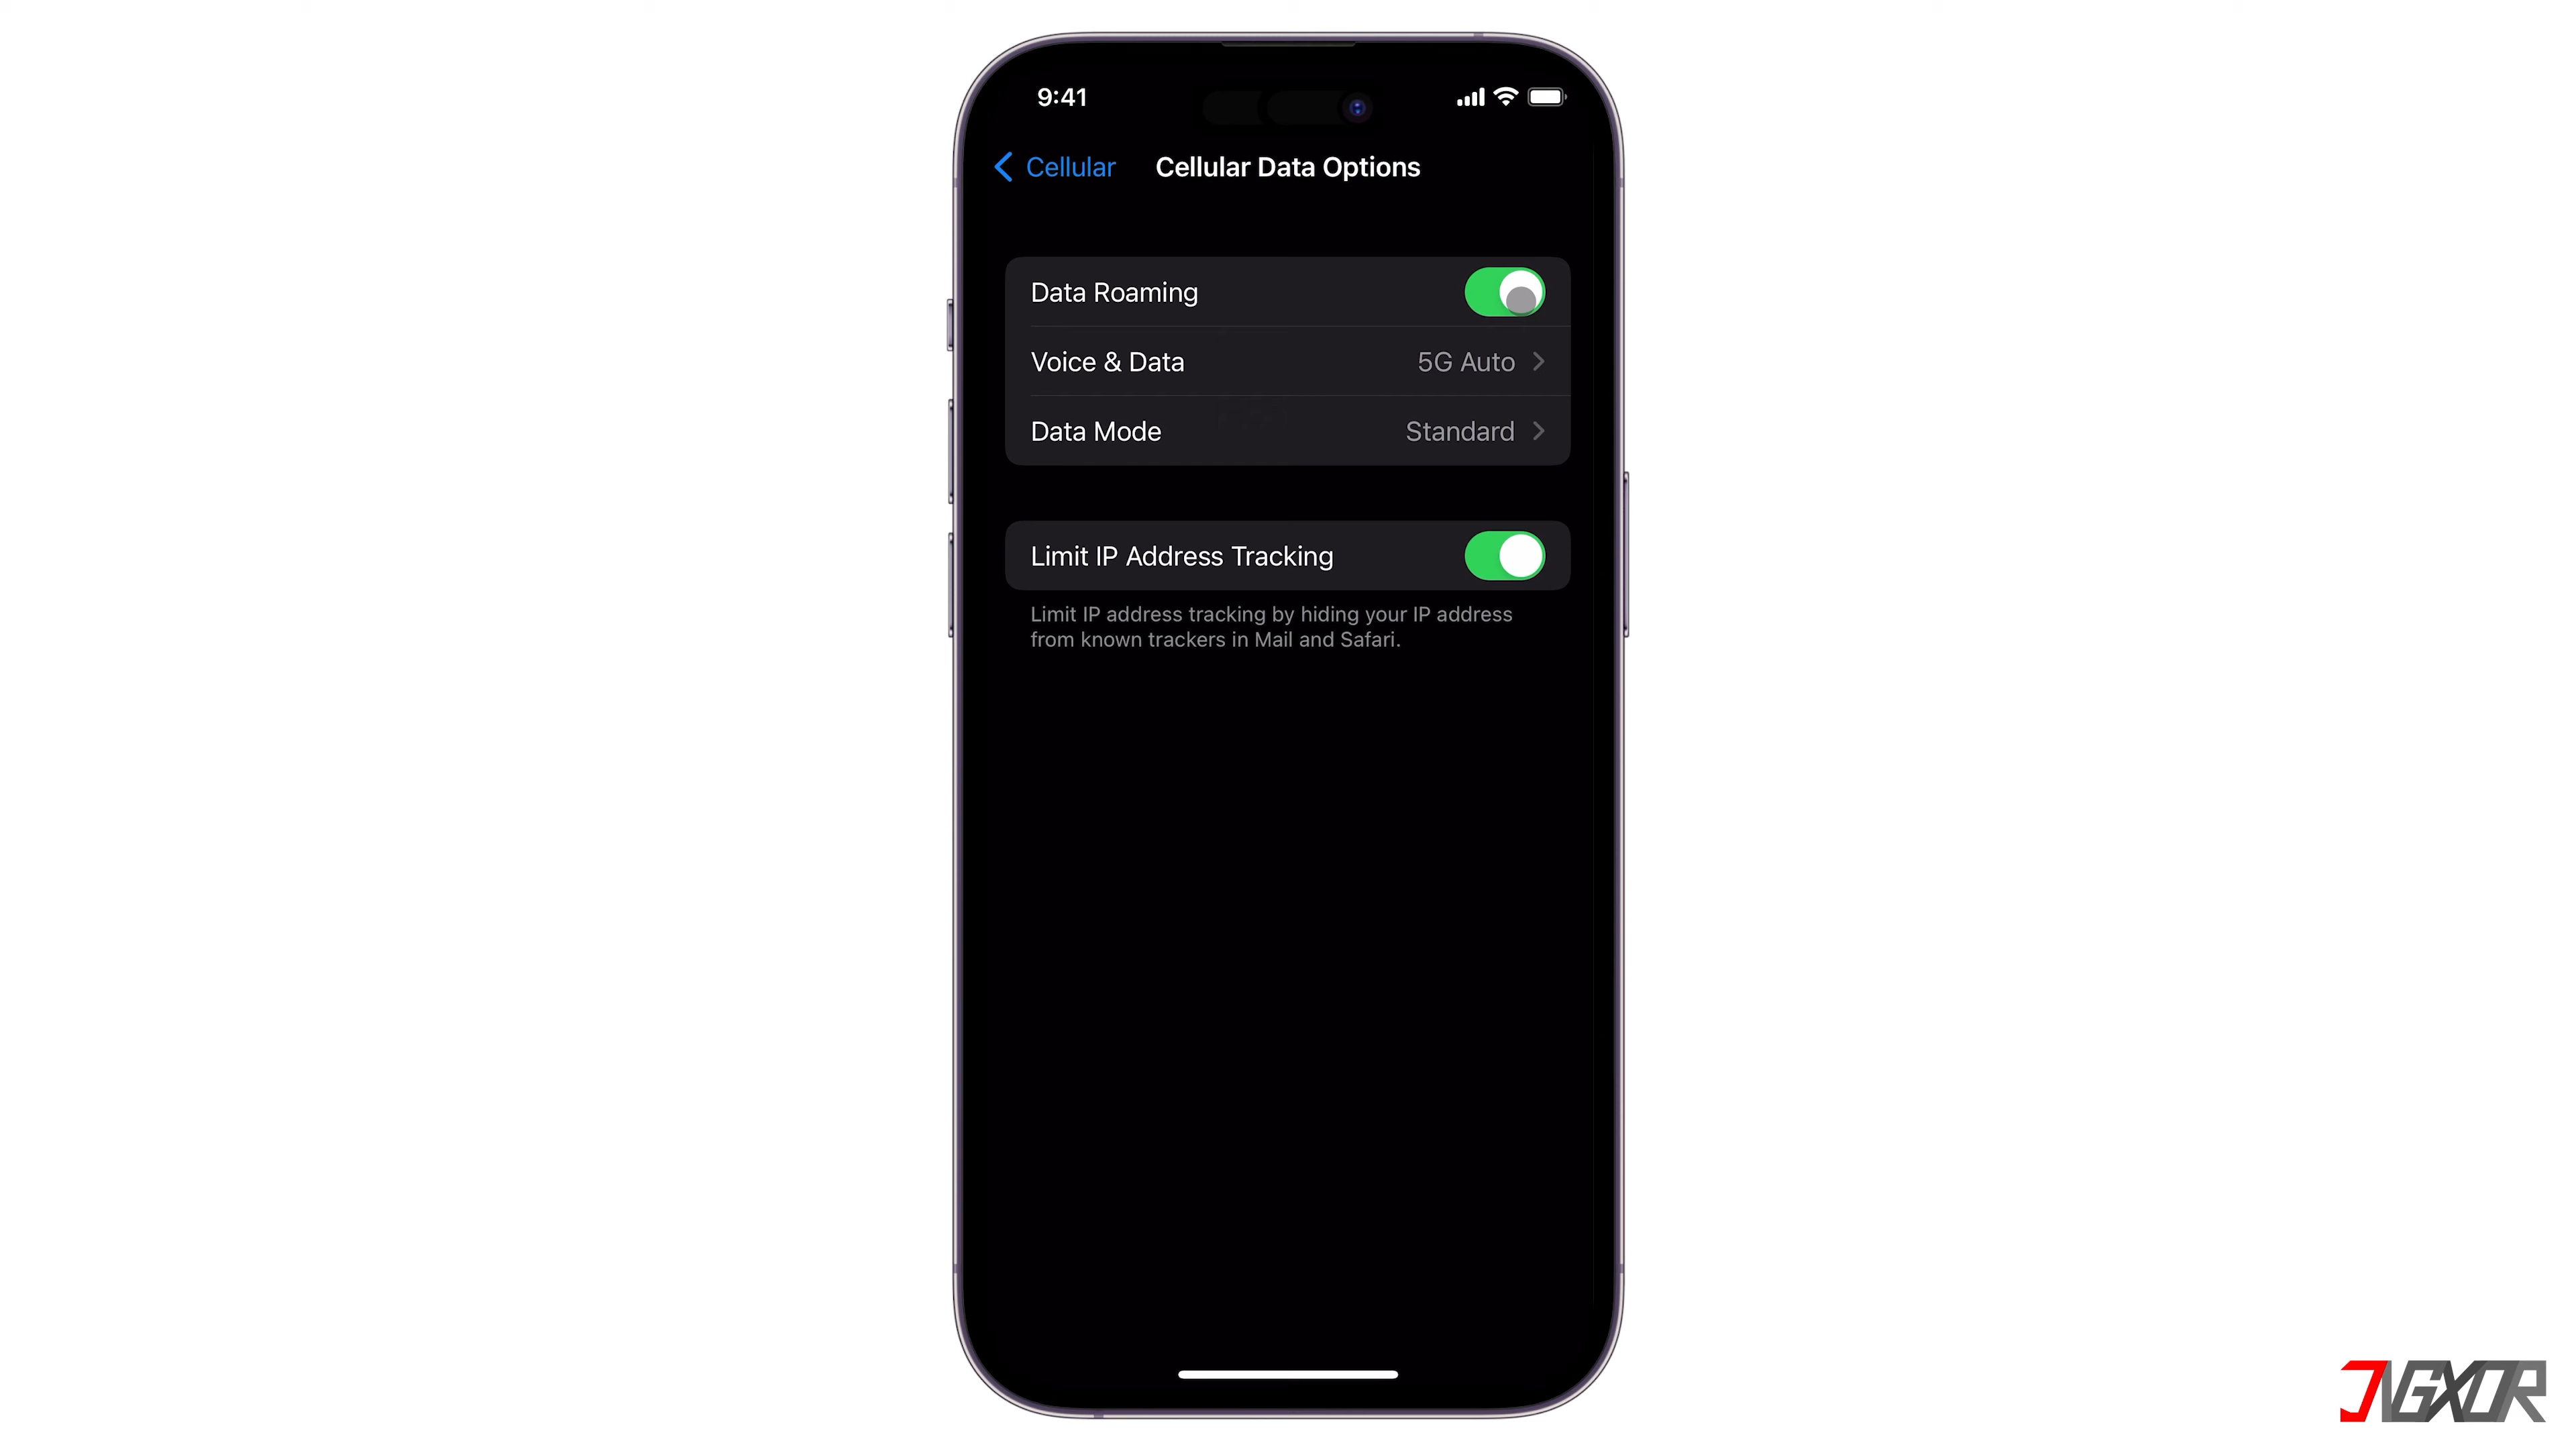 9:41
Cellular
Cellular Data Options
Data Roaming
Voice & Data
5G Auto
Data Mode
Standard
Limit IP Address Tracking
Limit IP address tracking by hiding your IP address
from known trackers in Mail and Safari.